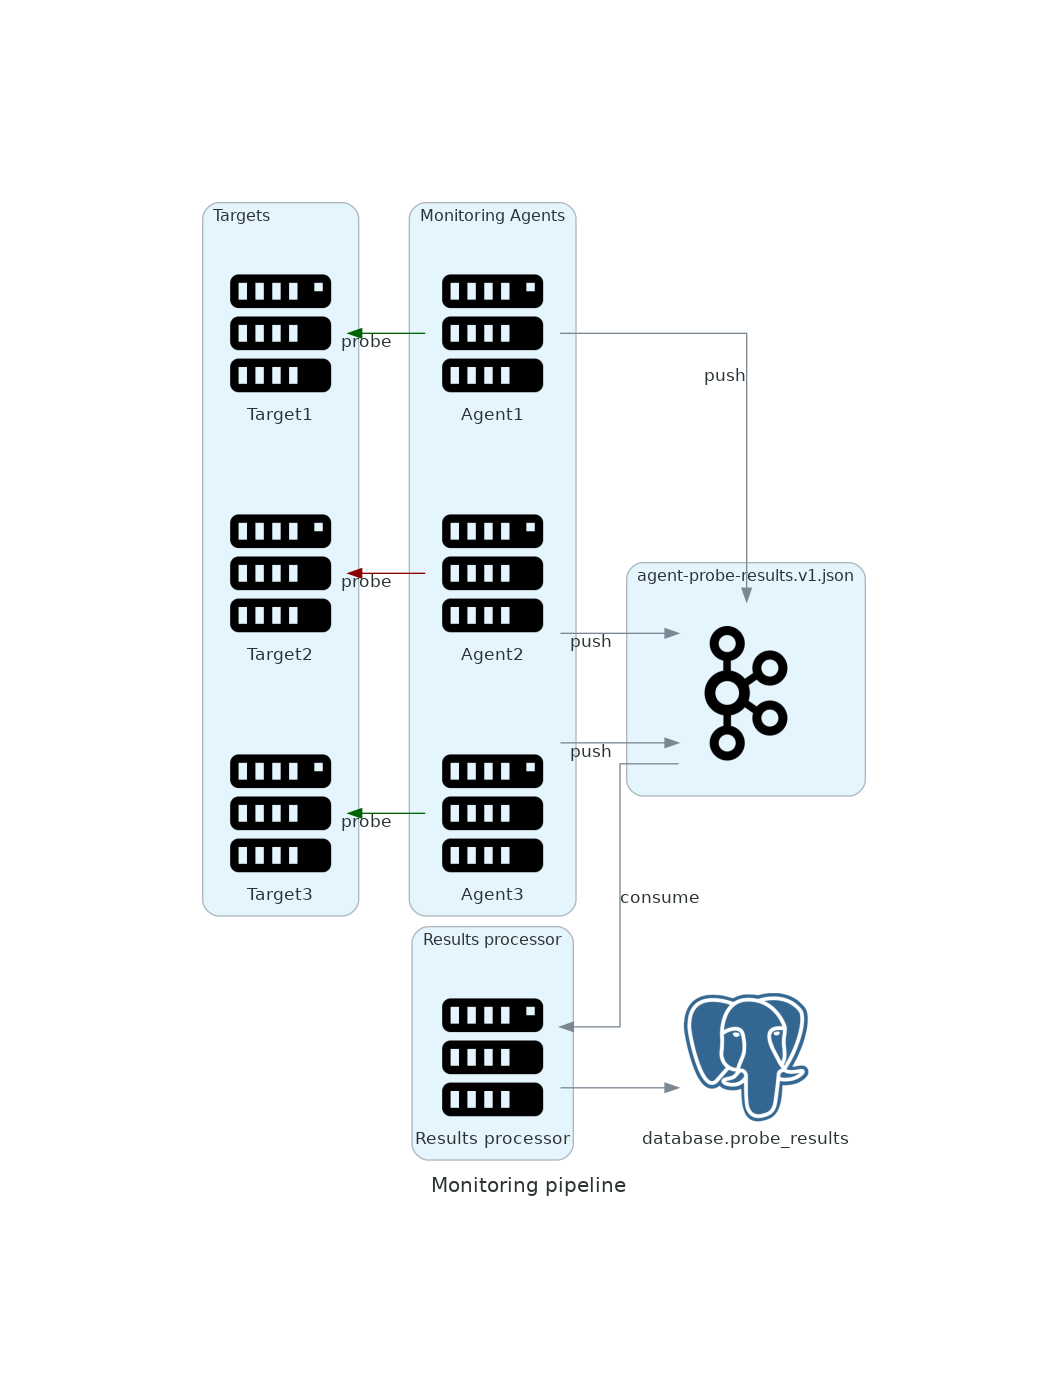 Targets
Monitoring Agents
probe
push
Target1
Agent1
probe
agent-probe-results.v1.json
push
Target2
Agent2
push
probe
Target3
Agent3
consume
Results processor
Results processor
database.probe_results
Monitoring pipeline